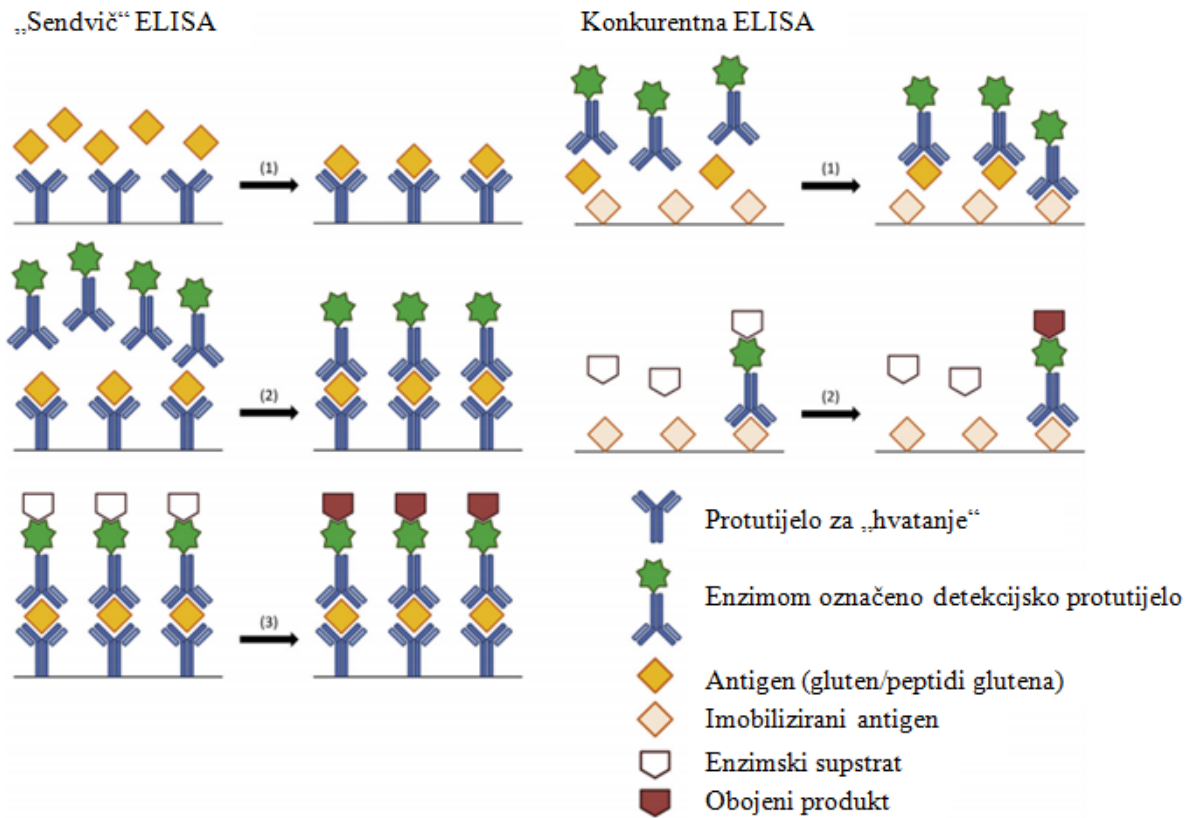 „Sendvič“ ELISA
Konkurentna ELISA
(1)
(1)
(2)
(2)
(3)
Protutijelo za „hvatanje“
Enzimom označeno detekcijsko protutijelo
Antigen (gluten/peptidi glutena)
Imobilizirani antigen
Enzimski supstrat
Obojeni produkt